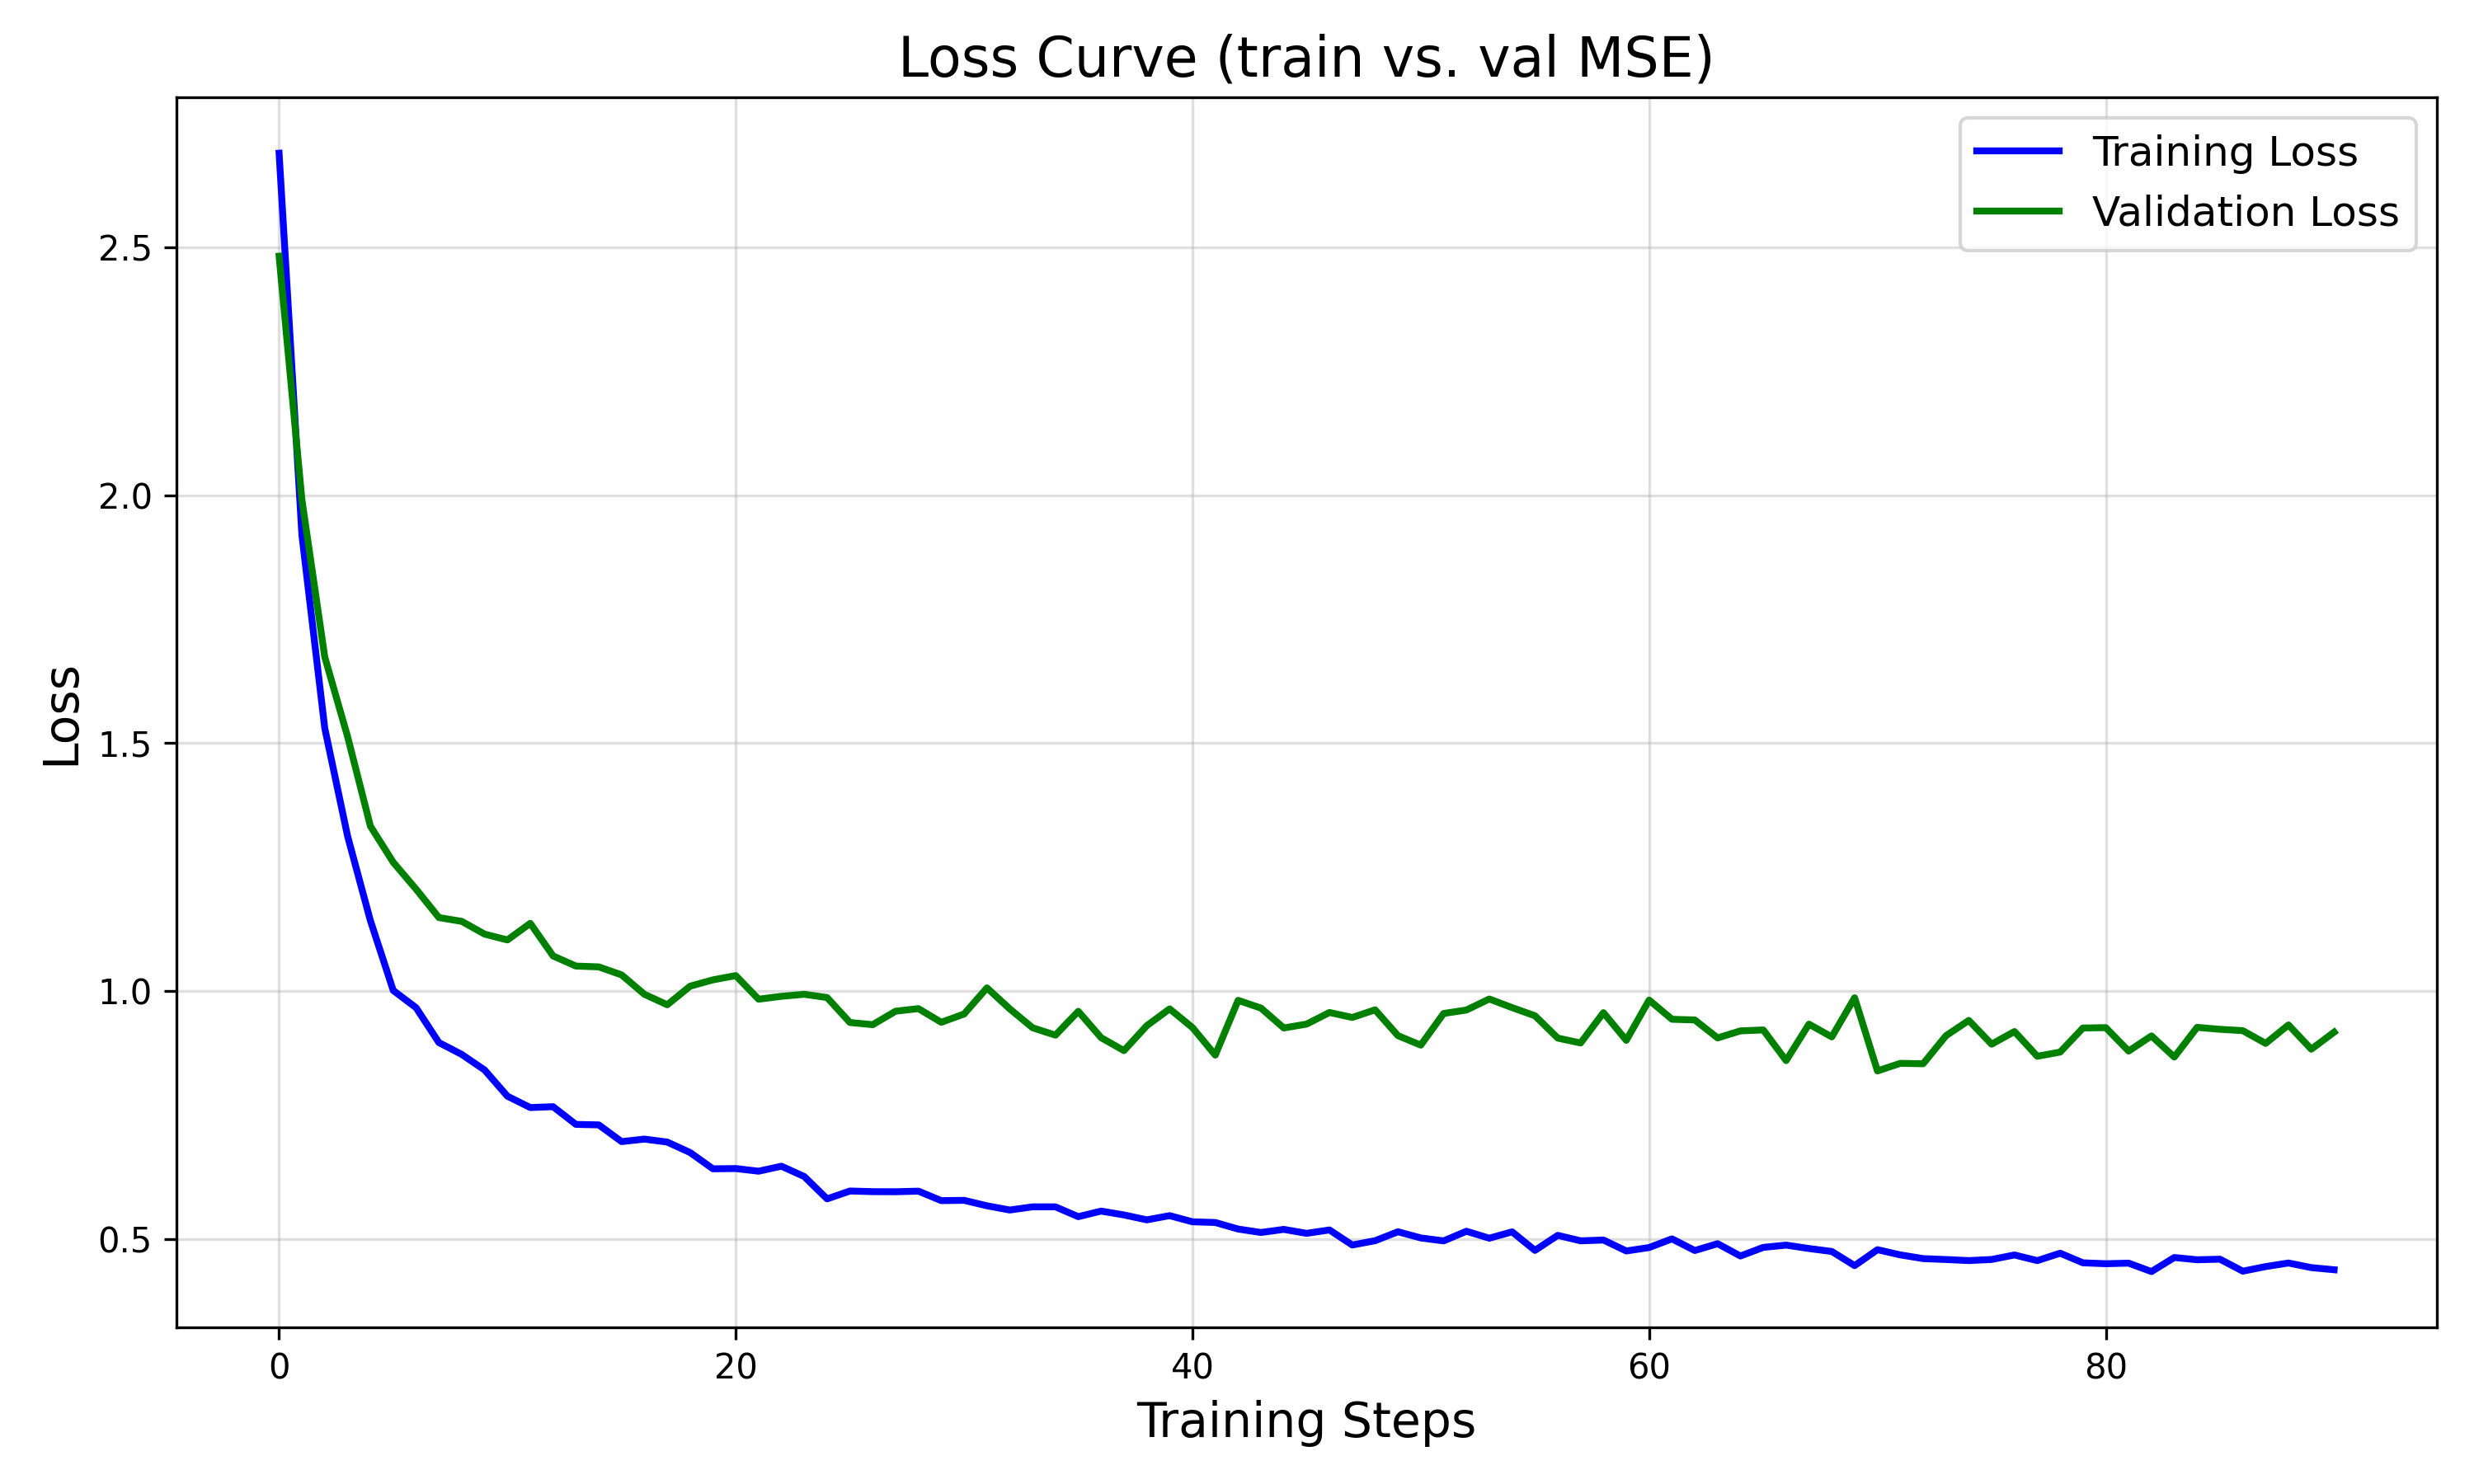 Loss Curve (train vs. val MSE)
Training Loss
Validation Loss
Loss
2.5
2.0
1.5
1.0
0.5
0 20 40 60 80
Training Steps